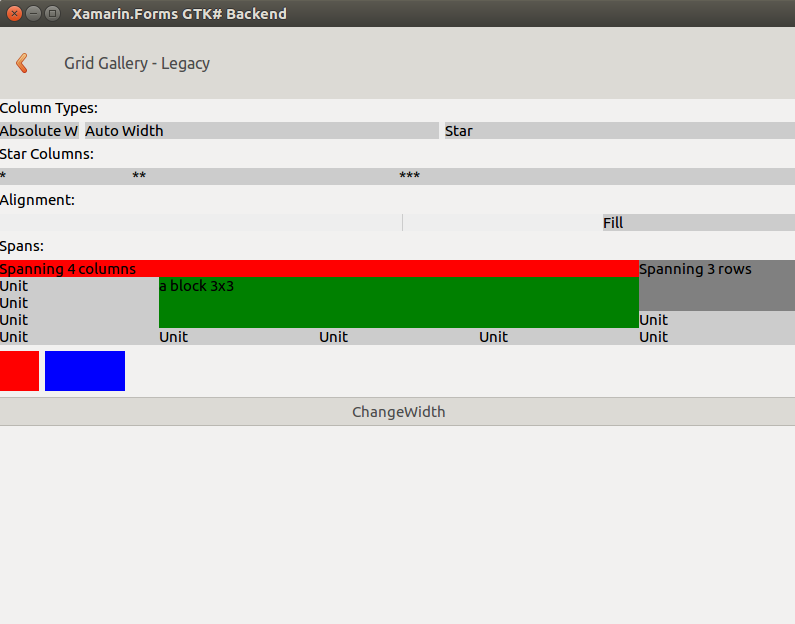 Xamarin.Forms GTK# Backend
Grid Gallery - Legacy
Column Types:
Absolute W Auto Width Star
Star Columns:
* ** ***
Alignment:
Fill
Spans:
Spanning 4 columns Spanning 3 rows
Unit a block 3x3
Unit
Unit Unit
Unit Unit Unit Unit Unit
ChangeWidth